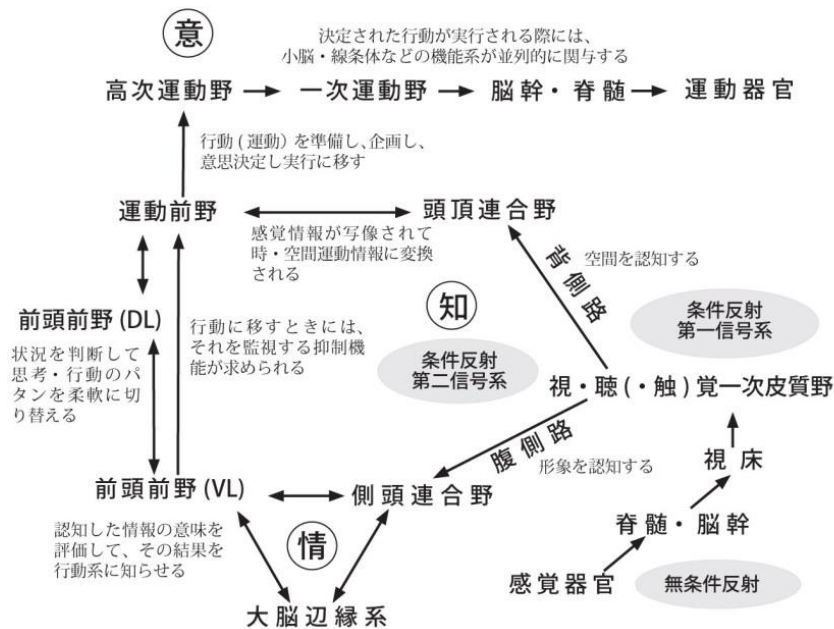 意
決定された行動が実行される際には、
小脳・線条体などの機能系が並列的に関与する
高次運動野
一次運動野
脳幹・脊髄
運動器官
行動(運動)を準備し、企画し、
意思決定し実行に移す
運動前野
頭頂連合野
感覚情報が写像されて
時・空間運動情報に変換
される
背側路
空間を認知する
知
条件反射
第一信号系
前頭前野(DL)
状況を判断して
思考・行動のパ
タンを柔軟に切
り替える
行動に移すときには、
それを監視する抑制機
能が求められる
条件反射
第二信号系
視・聴(・触)覚一次皮質野
腹側路
形象を認知する
視床
前頭前野(VL)
側頭連合野
認知した情報の意味を
評価して、その結果を
行動系に知らせる
情
脊髄・脳幹
感覚器官
無条件反射
大脳辺縁系